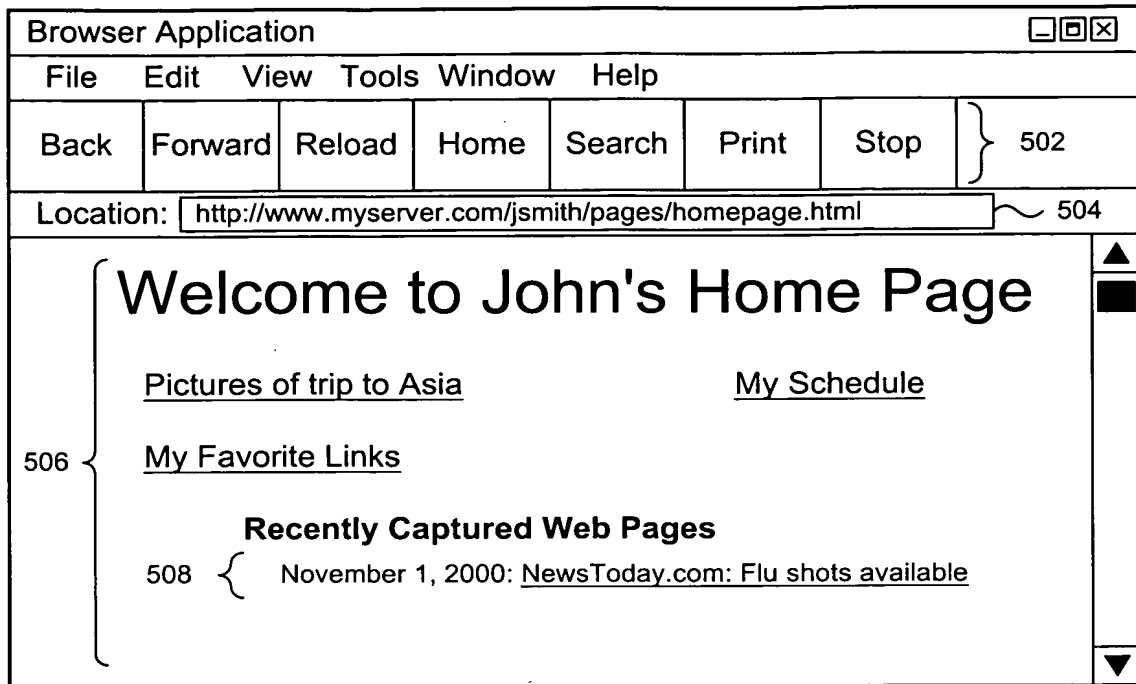 Browser Application
File Edit View Tools Window Help
Back Forward Reload Home Search Print Stop 502
Location: http://www.myserver.com/jsmith/pages/homepage.html 504
Welcome to John's Home Page
Pictures of trip to Asia My Schedule
506 My Favorite Links
Recently Captured Web Pages
508 November 1, 2000: NewsToday.com: Flu shots available